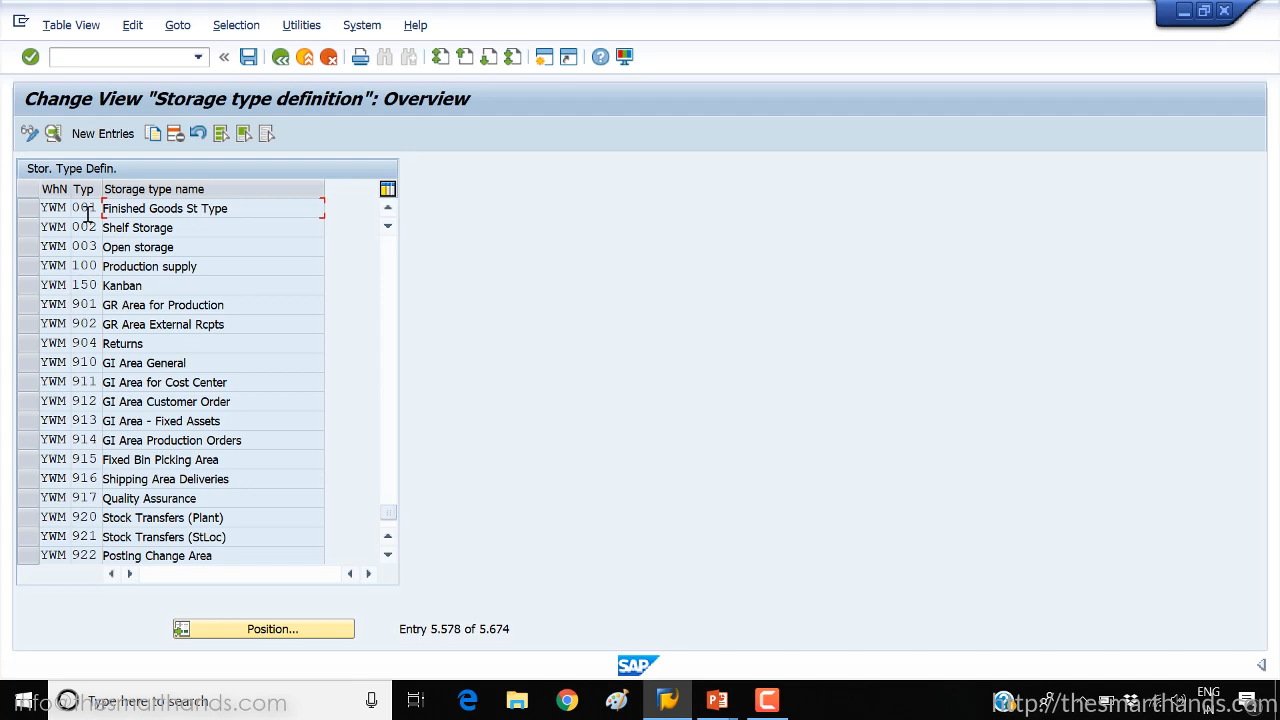 Table View Edit Goto Selection Utilities System Help
Change View "Storage type definition": Overview
New Entries
Stor. Type Defin.
WhN Typ Storage type name
YWM 001 Finished Goods St Type
YWM 002 Shelf Storage
YWM 003 Open storage
YWM 100 Production supply
YWM 150 Kanban
YWM 901 GR Area for Production
YWM 902 GR Area External Rcpts
YWM 904 Returns
YWM 910 GI Area General
YWM 911 GI Area for Cost Center
YWM 912 GI Area Customer Order
YWM 913 GI Area - Fixed Assets
YWM 914 GI Area Production Orders
YWM 915 Fixed Bin Picking Area
YWM 916 Shipping Area Deliveries
YWM 917 Quality Assurance
YWM 920 Stock Transfers (Plant)
YWM 921 Stock Transfers (StLoc)
YWM 922 Posting Change Area
Position... Entry 5.578 of 5.674
SAP
Type here to search
info@thesmarthands.com
ENG
IN
http://thesmarthands.com